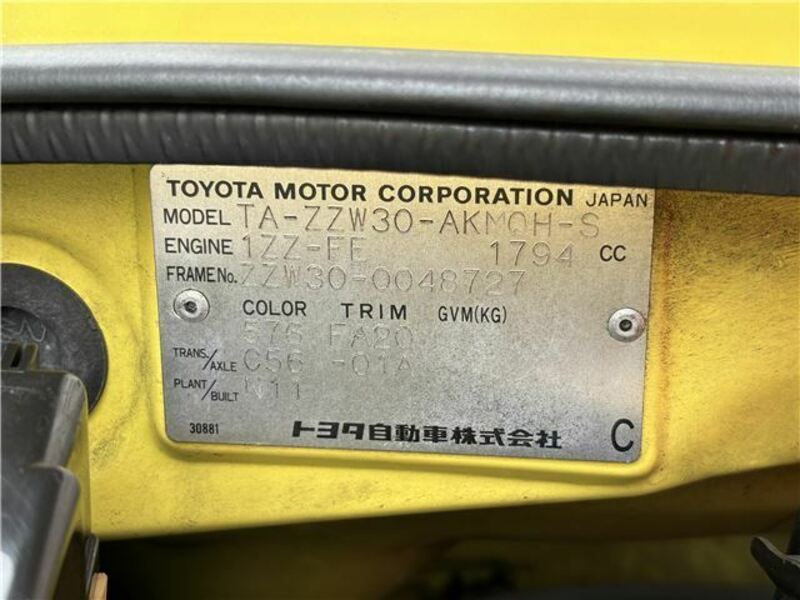 TOYOTA MOTOR CORPORATION JAPAN
MODEL TA-ZZW30-AKMQH-S
ENGINE 1ZZ-FE 1794 CC
FRAME No. ZZW30-0048727
COLOR TRIM GVM(KG)
576 FA20
TRANS./AXLE C56 -01A
PLANT/BUILT N11
30881 トヨタ自動車株式会社 C